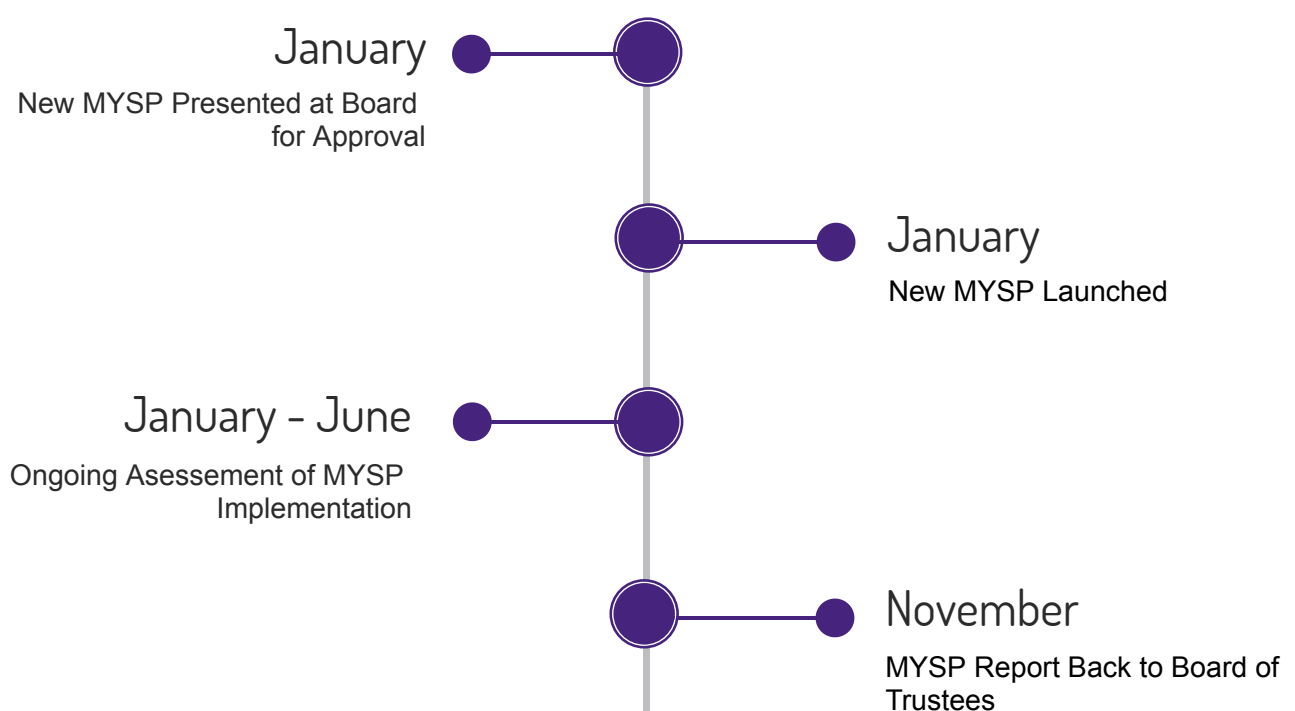 January
New MYSP Presented at Board
for Approval
January
New MYSP Launched
January - June
Ongoing Asessement of MYSP
Implementation
November
MYSP Report Back to Board of
Trustees